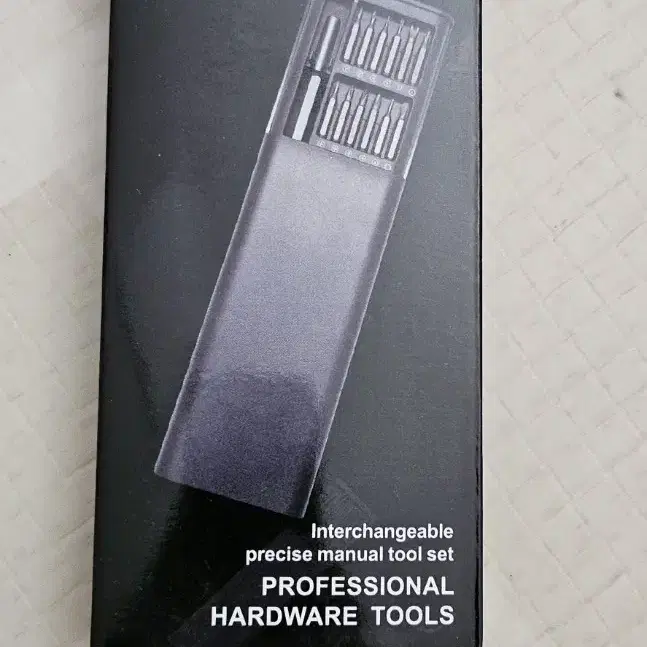 Interchangeable
precise manual tool set
PROFESSIONAL
HARDWARE TOOLS